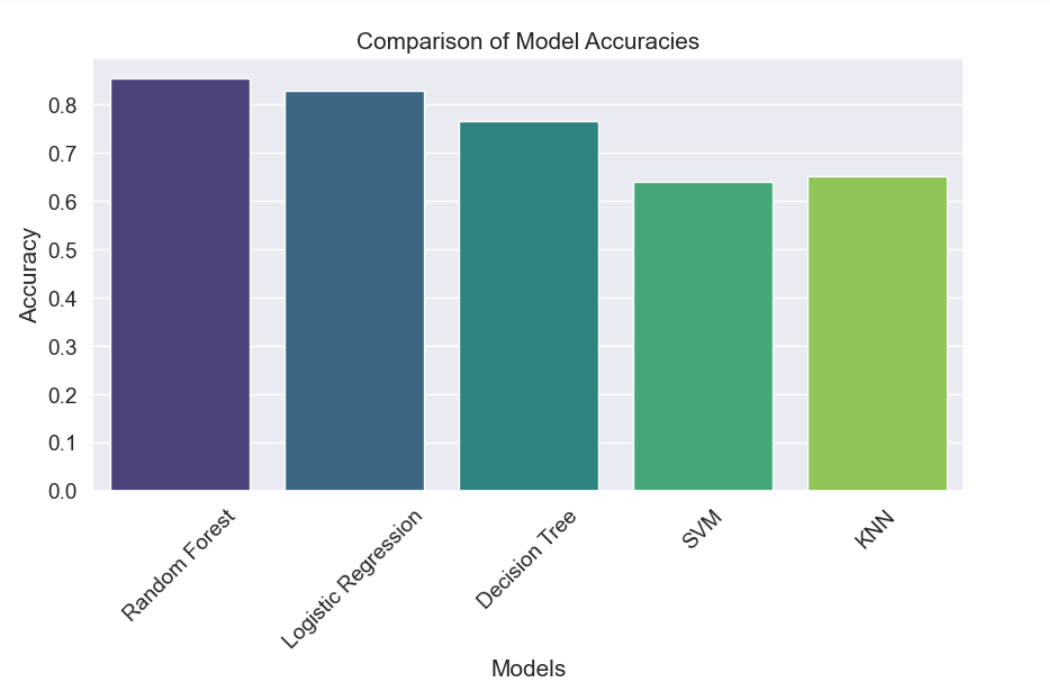 Comparison of Model Accuracies
0.8
0.7
0.6
0.5
0.4
0.3
0.2
0.1
0.0
Accuracy
Random Forest
Logistic Regression
Decision Tree
SVM
KNN
Models